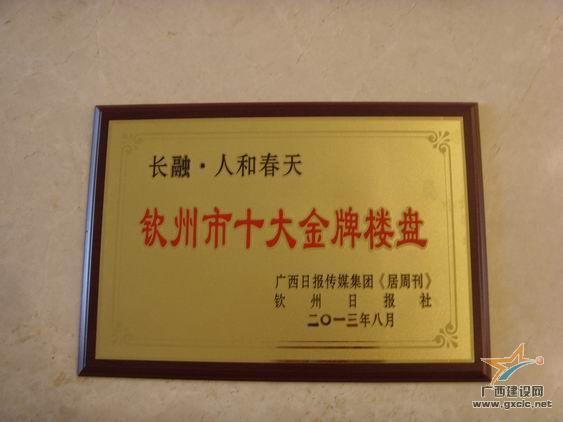 长融·人和春天
钦州市十大金牌楼盘
广西日报传媒集团《居周刊》
钦州日报社
二〇一三年八月
广西建设网
www.gxcic.net